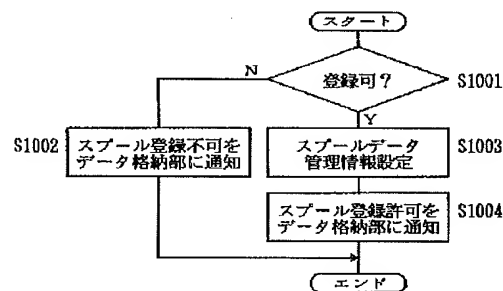 スタート
登録可？
S1001
N
Y
S1002
スプール登録不可を
データ格納部に通知
スプールデータ
管理情報設定
S1003
スプール登録許可を
データ格納部に通知
S1004
エンド